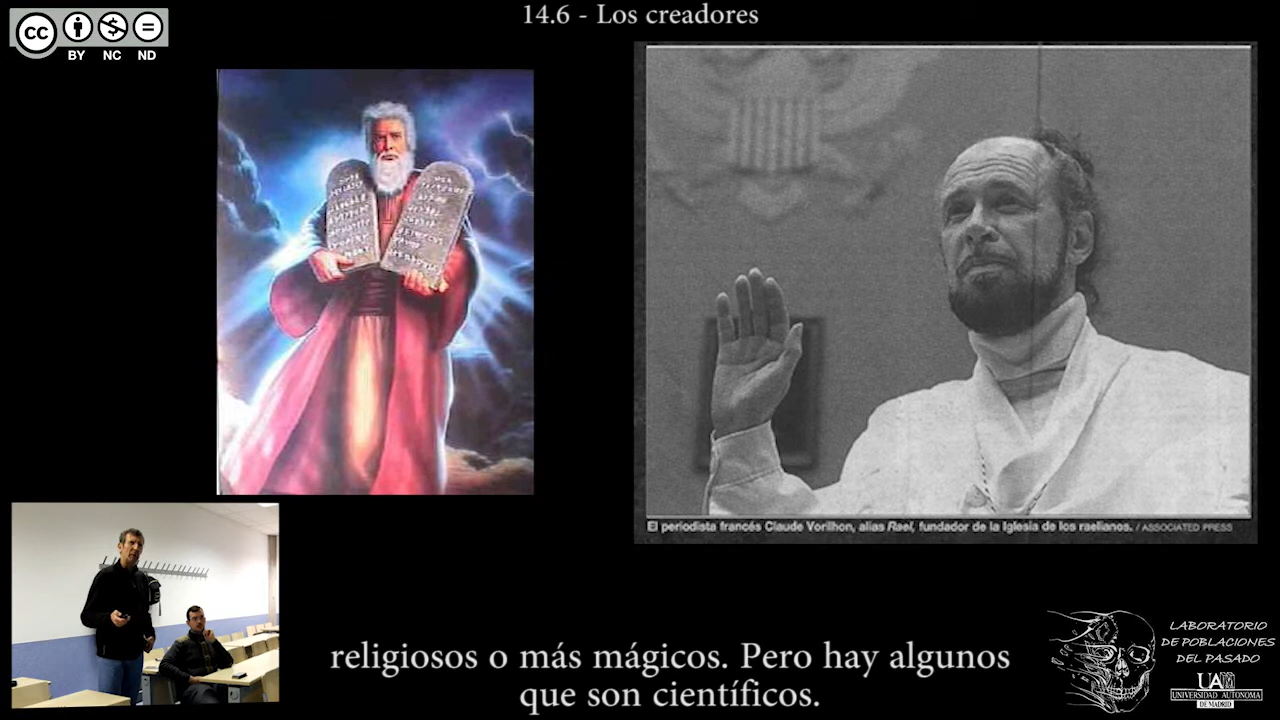 14.6 - Los creadores
cc
BY NC ND
El periodista francés Claude Vorilhon, alias Rael, fundador de la Iglesia de los raelianos. / ASSOCIATED PRESS
religiosos o más mágicos. Pero hay algunos
que son científicos.
LABORATORIO
DE POBLACIONES
DEL PASADO
UAM
UNIVERSIDAD AUTONOMA
DE MADRID